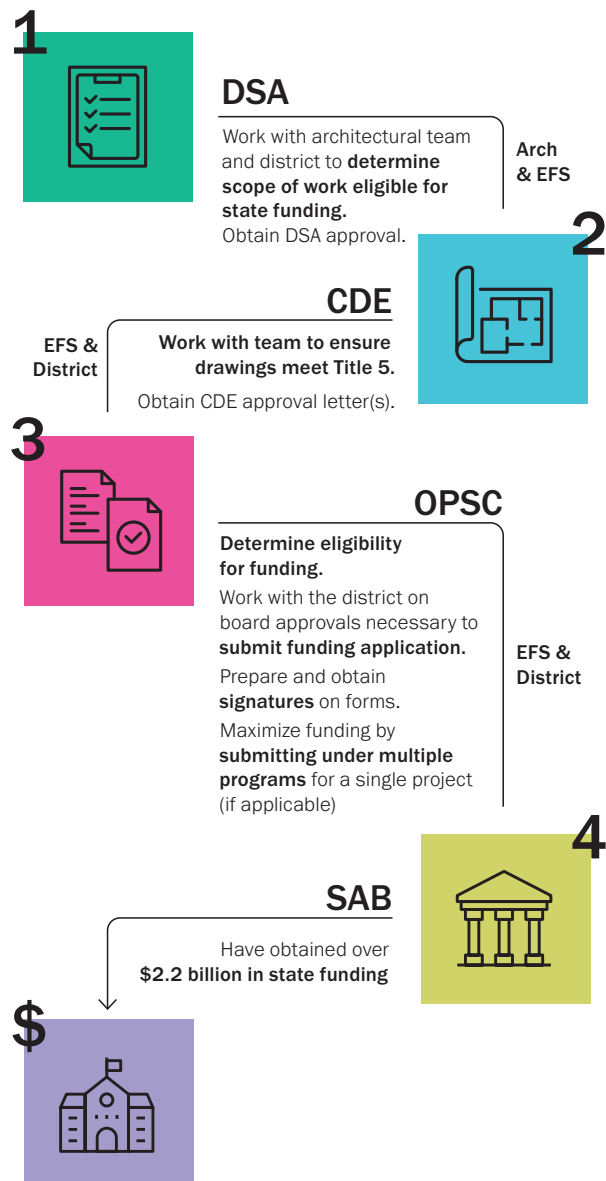 1
DSA
Work with architectural team
and district to determine
scope of work eligible for
state funding.
Obtain DSA approval.
Arch
& EFS
2
CDE
Work with team to ensure
drawings meet Title 5.
Obtain CDE approval letter(s).
EFS &
District
3
OPSC
Determine eligibility
for funding.
Work with the district on
board approvals necessary to
submit funding application.
Prepare and obtain
signatures on forms.
Maximize funding by
submitting under multiple
programs for a single project
(if applicable)
EFS &
District
4
SAB
Have obtained over
$2.2 billion in state funding
$